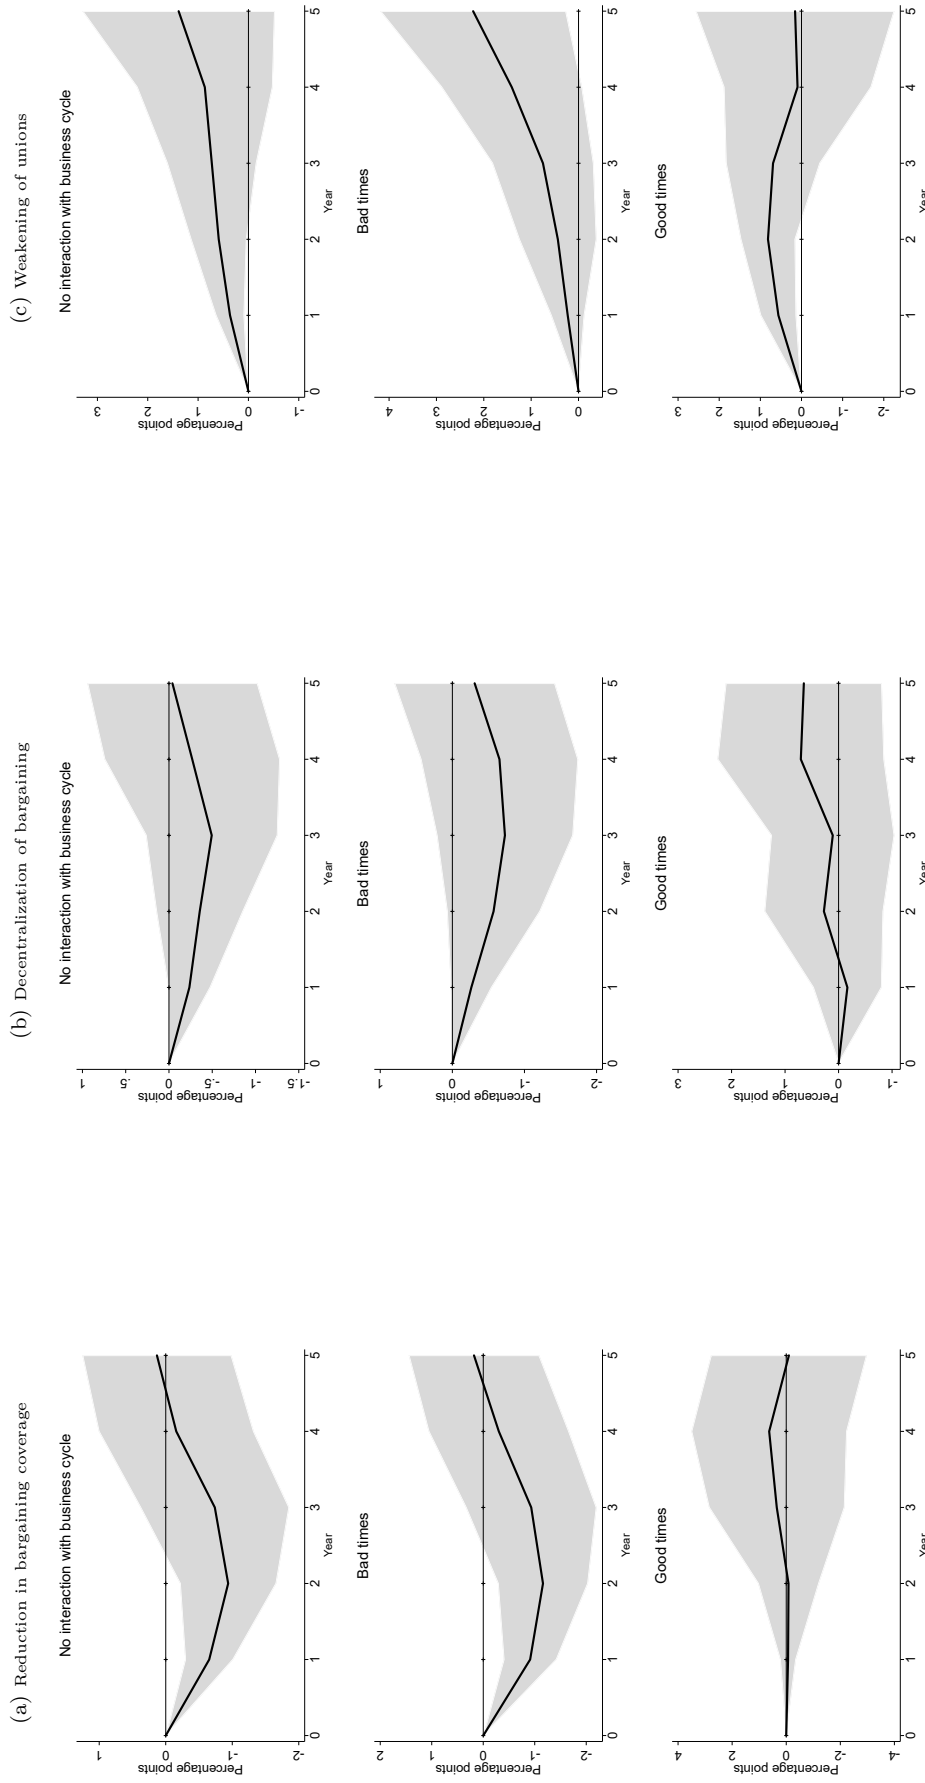 (a) Reduction in bargaining coverage
No interaction with business cycle
Percentage points
1
0
-1
-2
0 1 2 3 4 5
Year
Bad times
Percentage points
2
1
0
-1
-2
0 1 2 3 4 5
Year
Good times
Percentage points
4
2
0
-2
-4
0 1 2 3 4 5
Year
(b) Decentralization of bargaining
No interaction with business cycle
Percentage points
1
.5
0
-.5
-1
-1.5
0 1 2 3 4 5
Year
Bad times
Percentage points
1
0
-1
-2
0 1 2 3 4 5
Year
Good times
Percentage points
3
2
1
0
-1
0 1 2 3 4 5
Year
(c) Weakening of unions
No interaction with business cycle
Percentage points
3
2
1
0
-1
0 1 2 3 4 5
Year
Bad times
Percentage points
4
3
2
1
0
0 1 2 3 4 5
Year
Good times
Percentage points
3
2
1
0
-1
-2
0 1 2 3 4 5
Year